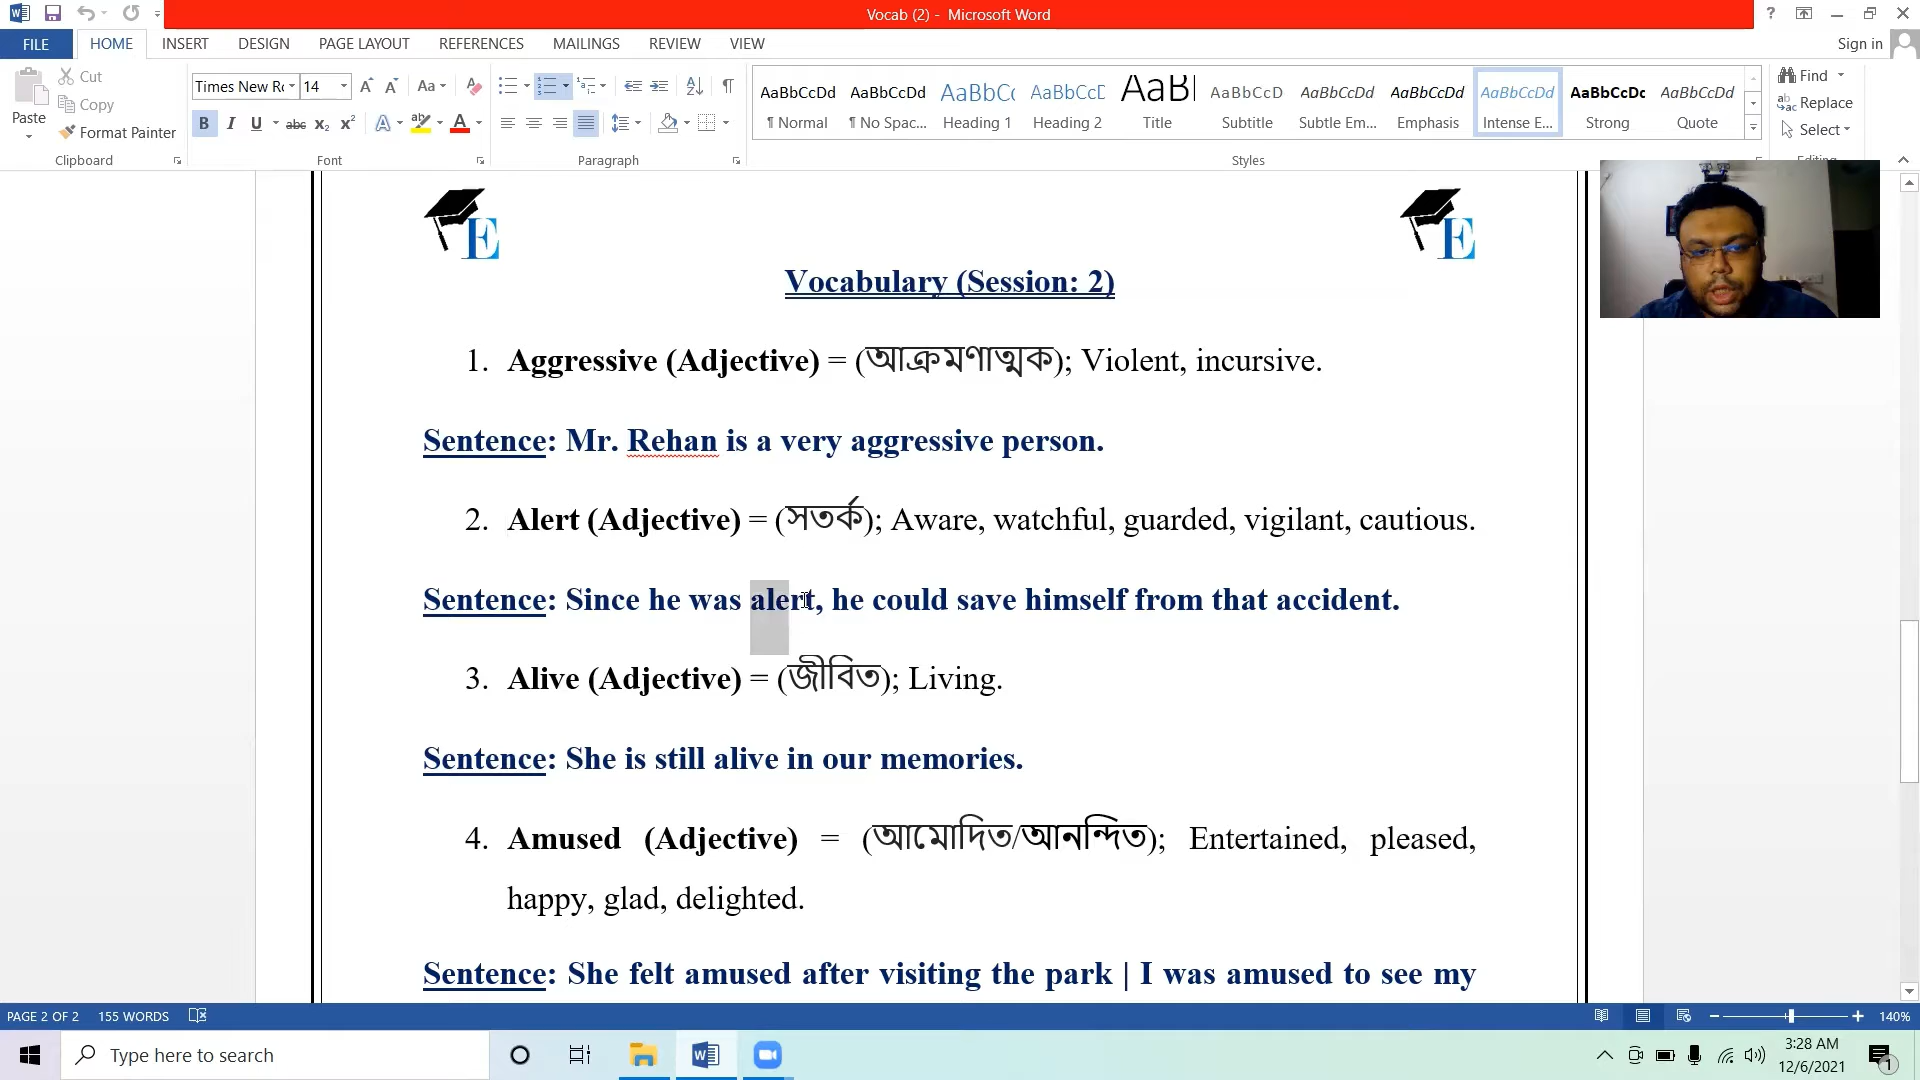 Vocab (2) - Microsoft Word
FILE HOME INSERT DESIGN PAGE LAYOUT REFERENCES MAILINGS REVIEW VIEW Sign in
Paste Cut Copy Format Painter Clipboard
Times New Ro 14 Font
Paragraph
AaBbCcDd AaBbCcDd AaBbC AaBbCcE AaB AaBbCcD AaBbCcDd AaBbCcDd AaBbCcDd AaBbCcDc AaBbCcDd
¶ Normal ¶ No Spac... Heading 1 Heading 2 Title Subtitle Subtle Em... Emphasis Intense E... Strong Quote
Styles
Find
Replace
Select
Editing
E E
Vocabulary (Session: 2)
1. Aggressive (Adjective) = (আক্রমণাত্মক); Violent, incursive.
Sentence: Mr. Rehan is a very aggressive person.
2. Alert (Adjective) = (সতর্ক); Aware, watchful, guarded, vigilant, cautious.
Sentence: Since he was alert, he could save himself from that accident.
3. Alive (Adjective) = (জীবিত); Living.
Sentence: She is still alive in our memories.
4. Amused (Adjective) = (আমোদিত/আনন্দিত); Entertained, pleased,
happy, glad, delighted.
Sentence: She felt amused after visiting the park | I was amused to see my
PAGE 2 OF 2 155 WORDS 140%
Type here to search
3:28 AM
12/6/2021
1